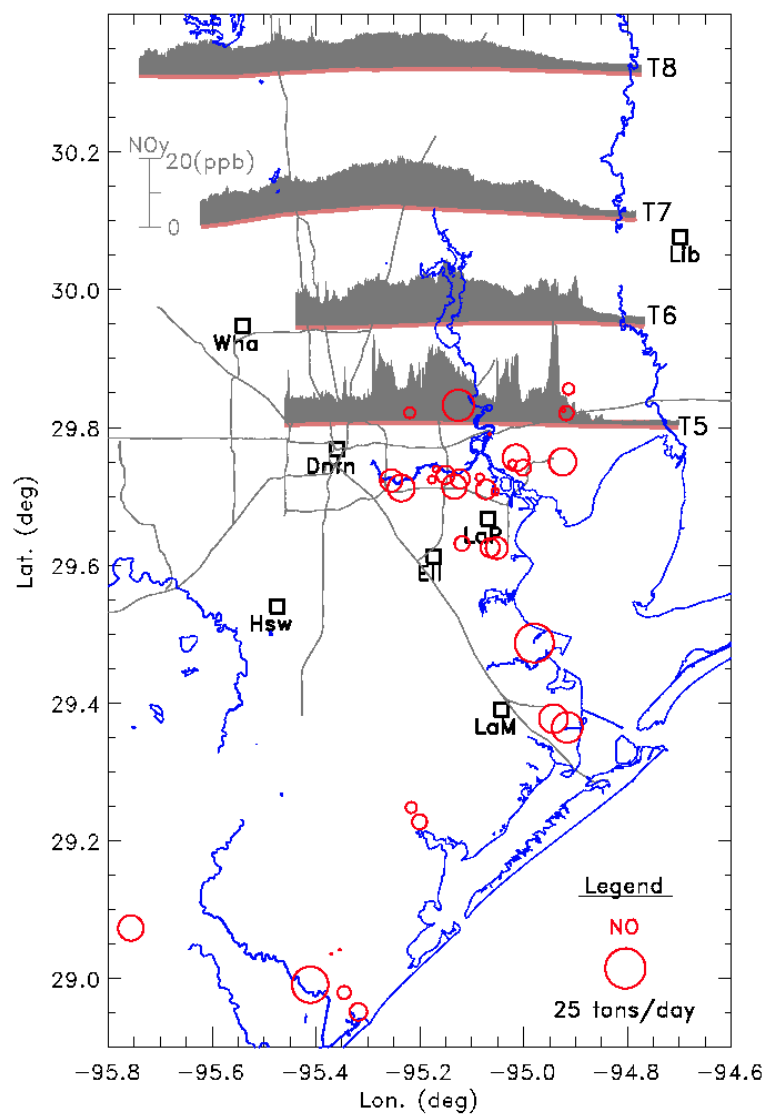 T8
NOy
20(ppb)
0
T7
Lib
T6
Wha
T5
Dntn
LaP
Ell
Hsw
LaM
Legend
NO
25 tons/day
30.2
30.0
29.8
29.6
29.4
29.2
29.0
Lat. (deg)
−95.8 −95.6 −95.4 −95.2 −95.0 −94.8 −94.6
Lon. (deg)